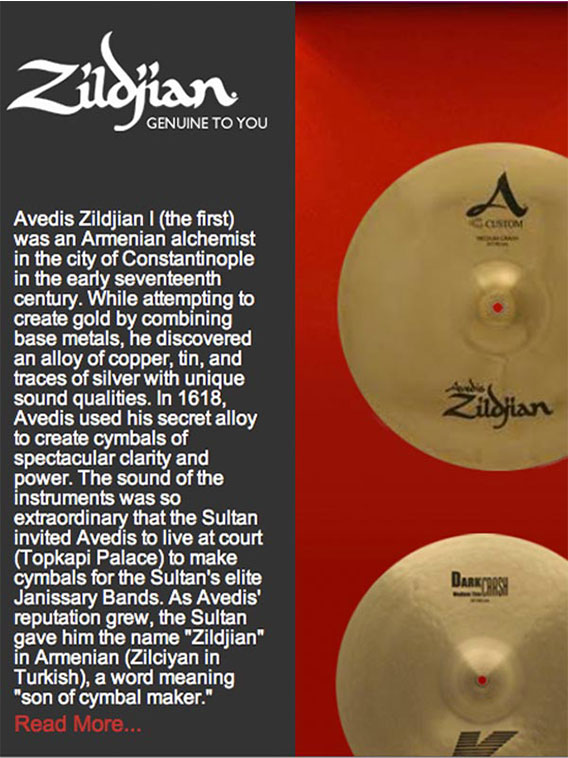 Zildjian
GENUINE TO YOU
Avedis Zildjian I (the first)
was an Armenian alchemist
in the city of Constantinople
in the early seventeenth
century. While attempting to
create gold by combining
base metals, he discovered
an alloy of copper, tin, and
traces of silver with unique
sound qualities. In 1618,
Avedis used his secret alloy
to create cymbals of
spectacular clarity and
power. The sound of the
instruments was so
extraordinary that the Sultan
invited Avedis to live at court
(Topkapi Palace) to make
cymbals for the Sultan's elite
Janissary Bands. As Avedis'
reputation grew, the Sultan
gave him the name "Zildjian"
in Armenian (Zilciyan in
Turkish), a word meaning
"son of cymbal maker."
Read More...
A
CUSTOM
MEDIUM CRASH
Avedis
Zildjian
DARK CRASH
Medium Thin
K